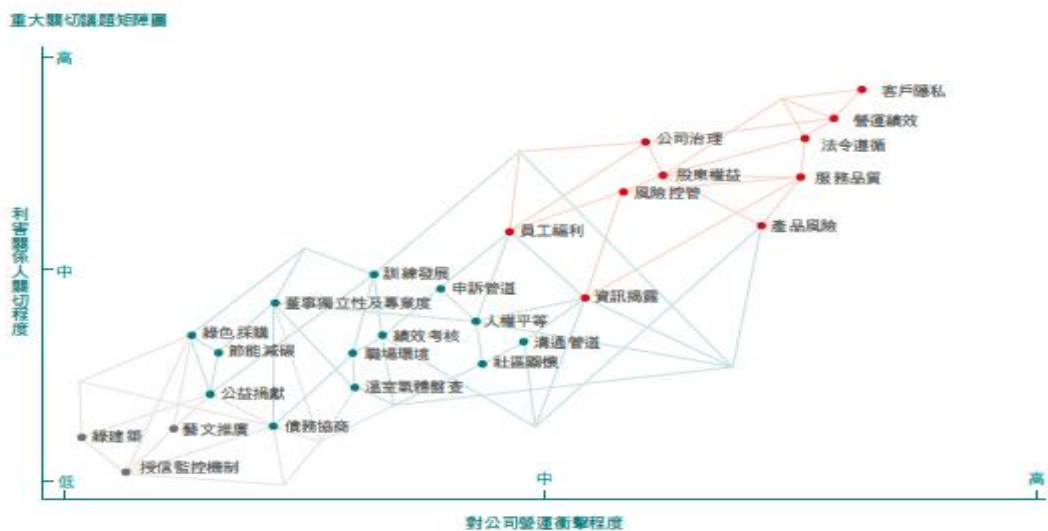 重大關切議題矩陣圖
高
客戶隱私
營運績效
公司治理
法令遵循
股東權益
服務品質
風險控管
產品風險
員工福利
利害關係人關切程度
中
訓練發展
申訴管道
資訊揭露
董事獨立性及專業度
人權平等
綠色採購
績效考核
溝通管道
節能減碳
職場環境
社區關懷
公益捐獻
溫室氣體盤查
綠建築
藝文推廣
債務協商
授信監控機制
低
中
高
對公司營運衝擊程度